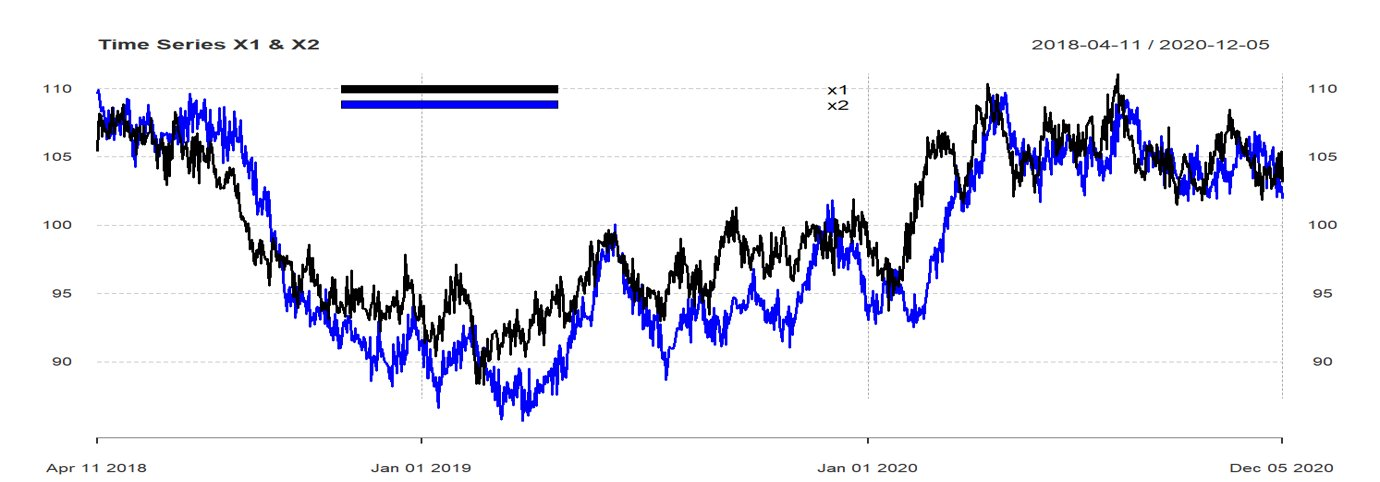 Time Series X1 & X2 2018-04-11 / 2020-12-05
110 x1 110
x2
105 105
100 100
95 95
90 90
Apr 11 2018 Jan 01 2019 Jan 01 2020 Dec 05 2020